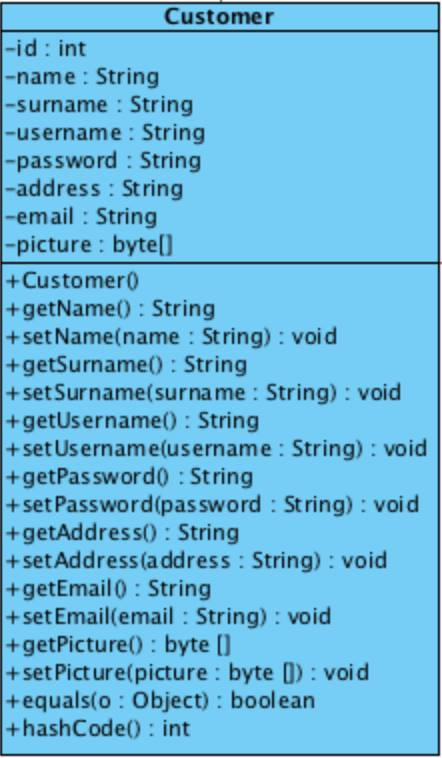 Customer
-id : int
-name : String
-surname : String
-username : String
-password : String
-address : String
-email : String
-picture : byte[]
+Customer()
+getName() : String
+setName(name : String) : void
+getSurname() : String
+setSurname(surname : String) : void
+getUsername() : String
+setUsername(username : String) : void
+getPassword() : String
+setPassword(password : String) : void
+getAddress() : String
+setAddress(address : String) : void
+getEmail() : String
+setEmail(email : String) : void
+getPicture() : byte []
+setPicture(picture : byte []) : void
+equals(o : Object) : boolean
+hashCode() : int